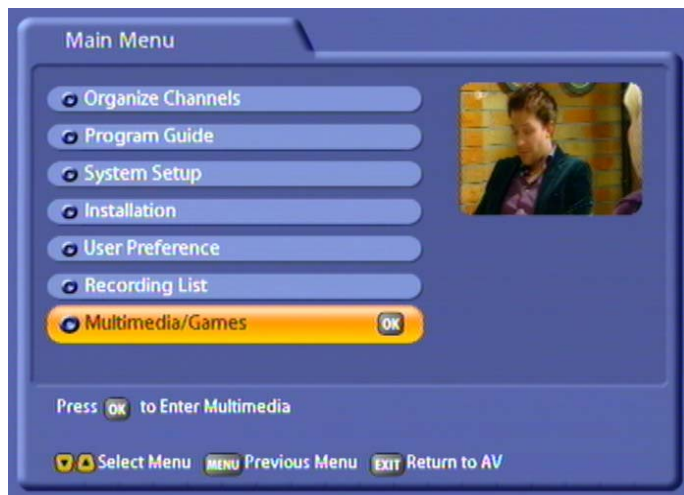 Main Menu
Organize Channels
Program Guide
System Setup
Installation
User Preference
Recording List
Multimedia/Games OK
Press OK to Enter Multimedia
Select Menu MENU Previous Menu EXIT Return to AV